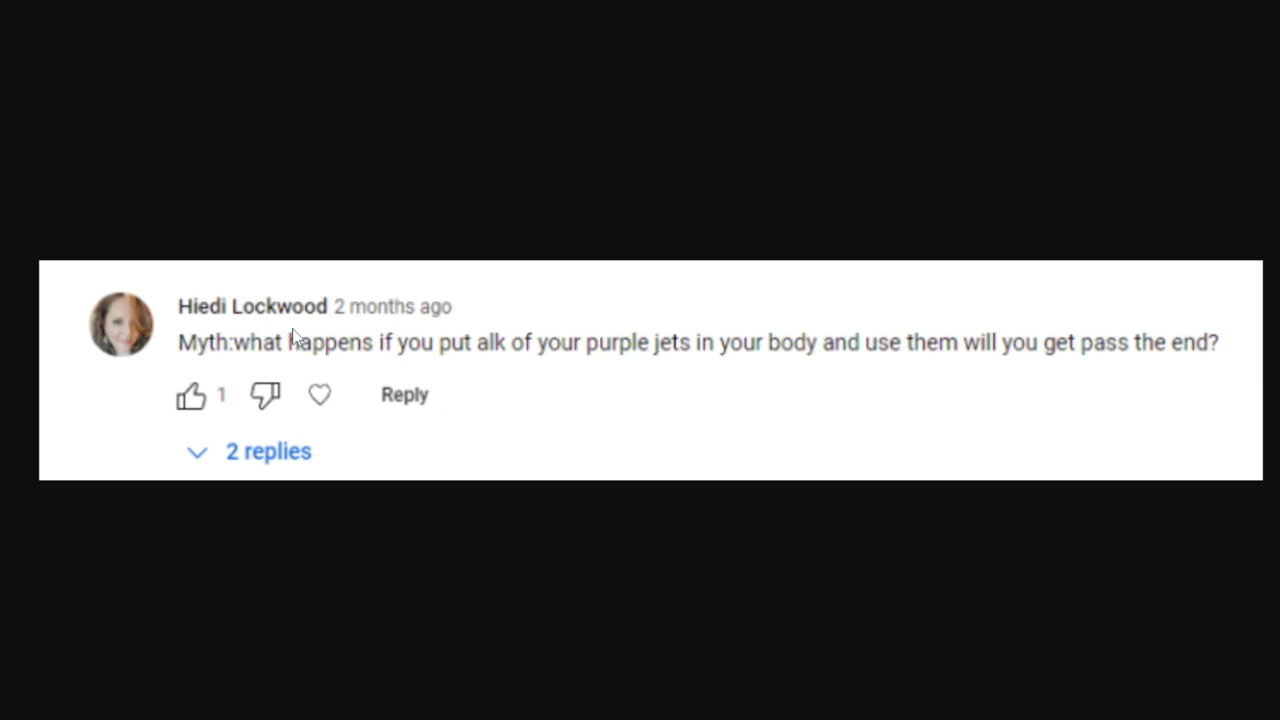 Hiedi Lockwood 2 months ago
Myth:what happens if you put alk of your purple jets in your body and use them will you get pass the end?
1 Reply
2 replies